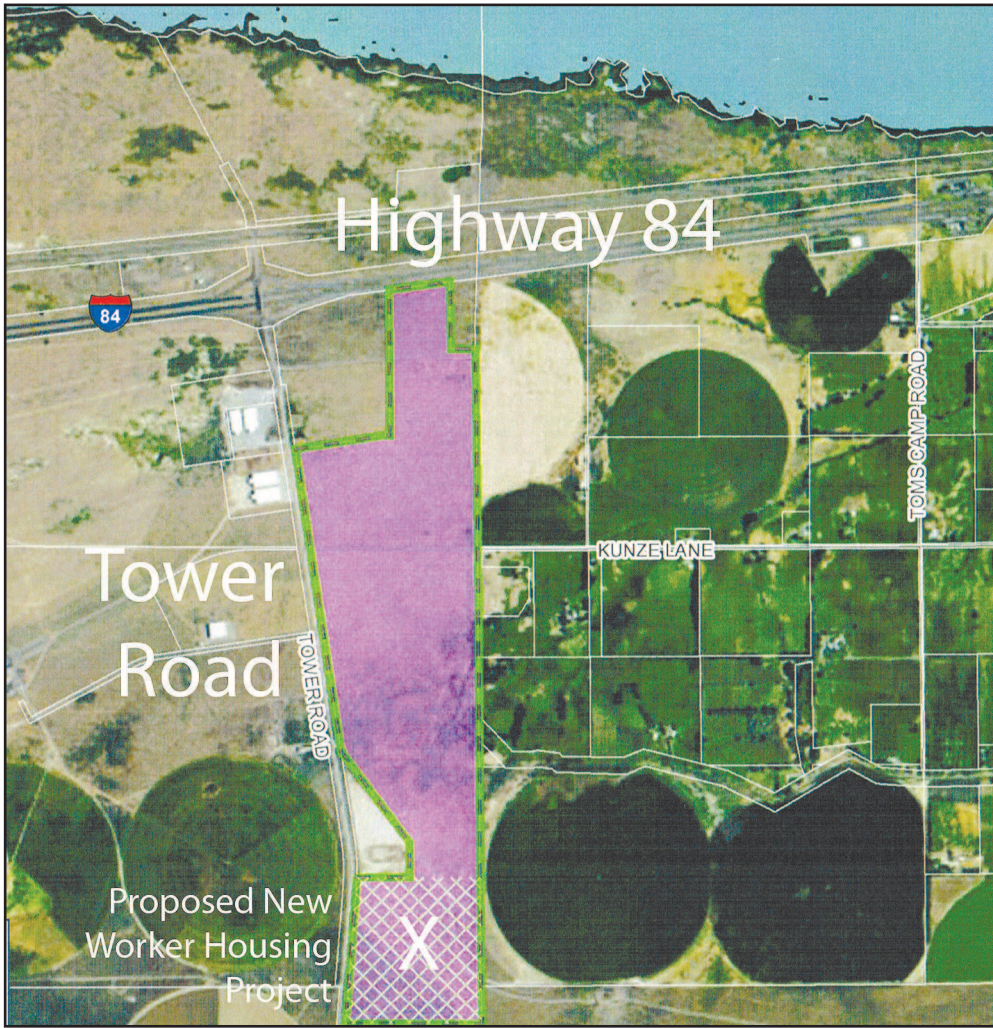 Highway 84
84
TOMS CAMP ROAD
KUNZE LANE
Tower
Road
TOWER ROAD
Proposed New
Worker Housing
Project
X